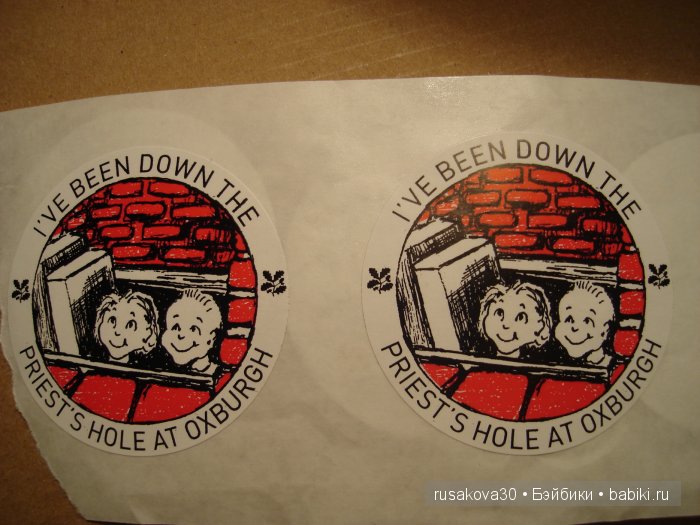 I'VE BEEN DOWN THE
PRIEST'S HOLE AT OXBURGH
I'VE BEEN DOWN THE
PRIEST'S HOLE AT OXBURGH
rusakova30 • Бэйбики • babiki.ru